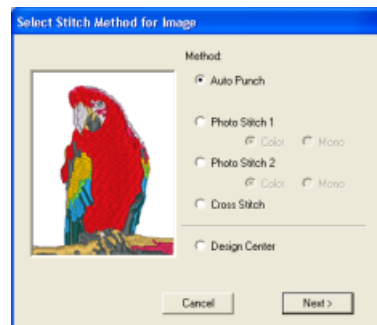 Select Stitch Method for Image
Method:
Auto Punch
Photo Stitch 1
Color Mono
Photo Stitch 2
Color Mono
Cross Stitch
Design Center
Cancel Next >